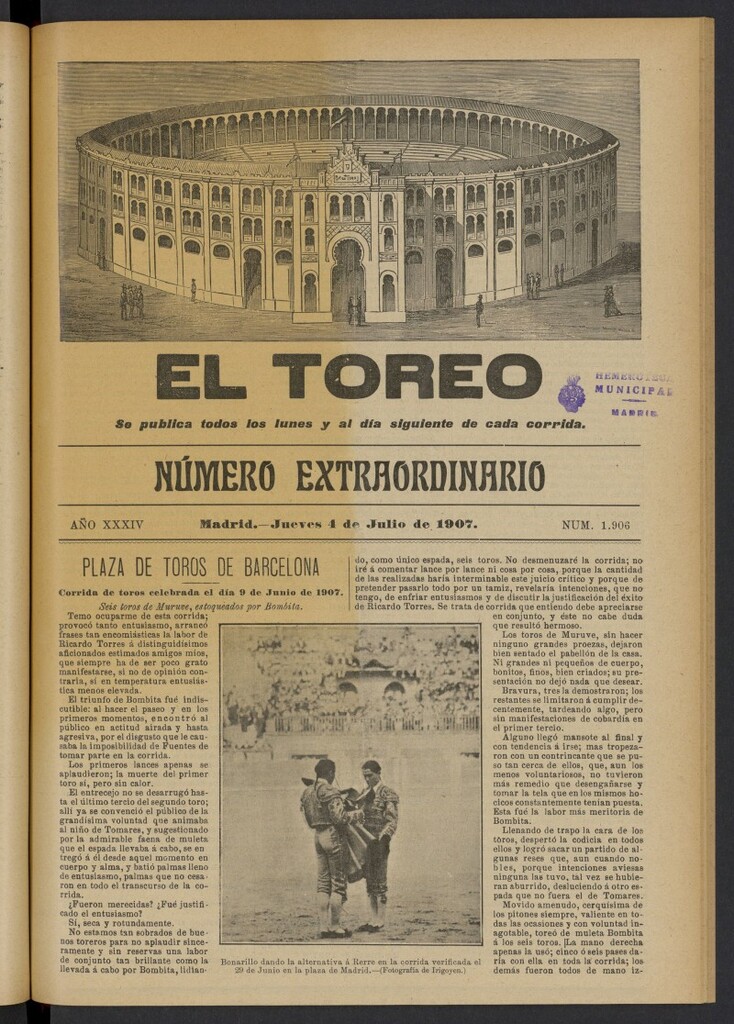 EL TOREO
HEMEROTECA
MUNICIPAL
MADRID
Se publica todos los lunes y al día siguiente de cada corrida.
NÚMERO EXTRAORDINARIO
AÑO XXXIV Madrid.—Jueves 4 de Julio de 1907. NUM. 1.906
PLAZA DE TOROS DE BARCELONA
Corrida de toros celebrada el día 9 de Junio de 1907.
Seis toros de Muruve, estoqueados por Bombita.
Temo ocuparme de esta corrida;
provocó tanto entusiasmo, arrancó
frases tan encomiásticas la labor de
Ricardo Torres á distinguidísimos
aficionados estimados amigos míos,
que siempre ha de ser poco grato
manifestarse, si no de opinión con-
traria, sí en temperatura entusiás-
tica menos elevada.
El triunfo de Bombita fué indis-
cutible: al hacer el paseo y en los
primeros momentos, encontró al
público en actitud airada y hasta
agresiva, por el disgusto que le cau-
saba la imposibilidad de Fuentes de
tomar parte en la corrida.
Los primeros lances apenas se
aplaudieron; la muerte del primer
toro sí, pero sin calor.
El entrecejo no se desarrugó has-
ta el último tercio del segundo toro;
allí ya se convenció el público de la
grandísima voluntad que animaba
al niño de Tomares, y sugestionado
por la admirable faena de muleta
que el espada llevaba á cabo, se en-
tregó á él desde aquel momento en
cuerpo y alma, y batió palmas lleno
de entusiasmo, palmas que no cesa-
ron en todo el transcurso de la co-
rrida.
¿Fueron merecidas? ¿Fué justifi-
cado el entusiasmo?
Sí, seca y rotundamente.
No estamos tan sobrados de bue-
nos toreros para no aplaudir since-
ramente y sin reservas una labor
de conjunto tan brillante como la
llevada á cabo por Bombita, lidian-
do, como único espada, seis toros. No desmenuzaré la corrida; no
iré á comentar lance por lance ni cosa por cosa, porque la cantidad
de las realizadas haría interminable este juicio crítico y porque de
pretender pasarlo todo por un tamiz, revelaría intenciones, que no
tengo, de enfriar entusiasmos y de discutir la justificación del éxito
de Ricardo Torres. Se trata de corrida que entiendo debe apreciarse
en conjunto, y éste no cabe duda
que resultó hermoso.
Los toros de Muruve, sin hacer
ninguno grandes proezas, dejaron
bien sentado el pabellón de la casa.
Ni grandes ni pequeños de cuerpo,
bonitos, finos, bien criados; su pre-
sentación no dejó nada que desear.
Bravura, tres la demostraron; los
restantes se limitaron á cumplir de-
centemente, tardeando algo, pero
sin manifestaciones de cobardía en
el primer tercio.
Alguno llegó mansote al final y
con tendencia á irse; mas tropeza-
ron con un contrincante que se pu-
so tan cerca de ellos, que, aun los
menos voluntariosos, no tuvieron
más remedio que desengañarse y
tomar la tela que en los mismos ho-
cicos constantemente tenían puesta.
Esta fué la labor más meritoria de
Bombita.
Llenando de trapo la cara de los
toros, despertó la codicia en todos
ellos y logró sacar un partido de al-
gunas reses que, aun cuando no-
bles, porque intenciones aviesas
ninguna las tuvo, tal vez se hubie-
ran aburrido, desluciendo á otro es-
pada que no fuera el de Tomares.
Movido amenudo, cerquísima de
los pitones siempre, valiente en to-
das las ocasiones y con voluntad in-
agotable, toreó de muleta Bombita
á los seis toros. La mano derecha
apenas la usó; cinco ó seis pases da-
ría con ella en toda la corrida; los
demás fueron todos de mano iz-
Bonarillo dando la alternativa á Rerre en la corrida verificada el
29 de Junio en la plaza de Madrid.—(Fotografía de Irigoyen.)